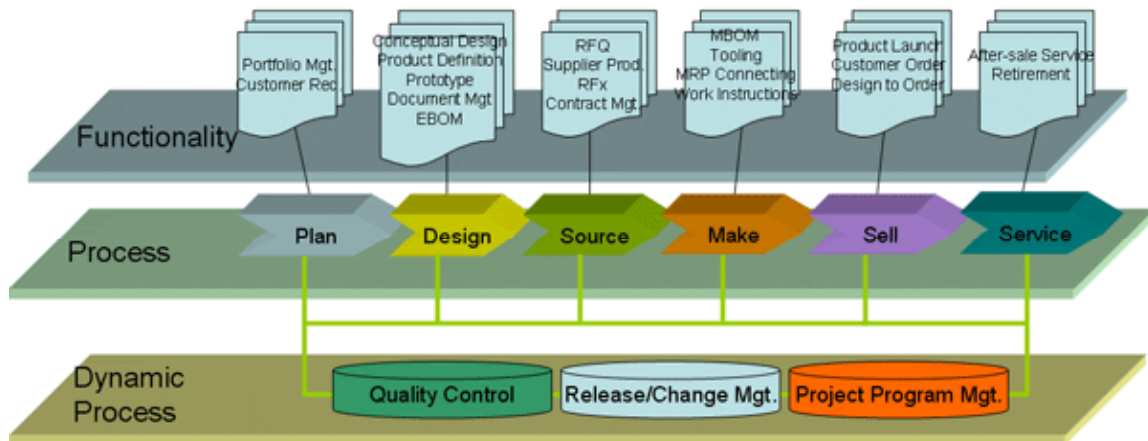 Portfolio Mgt.
Customer Req.
Conceptual Design
Product Definition
Prototype
Document Mgt
EBOM
RFQ
Supplier Prod.
RFx
Contract Mgt.
MBOM
Tooling
MRP Connecting
Work Instructions
Product Launch
Customer Order
Design to Order
After-sale Service
Retirement
Functionality
Process
Plan
Design
Source
Make
Sell
Service
Dynamic
Process
Quality Control
Release/Change Mgt.
Project Program Mgt.